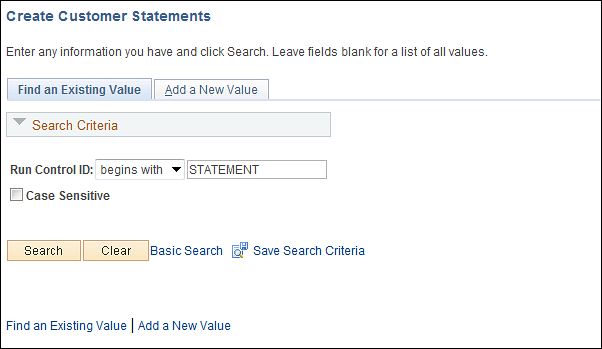 Create Customer Statements
Enter any information you have and click Search. Leave fields blank for a list of all values.
Find an Existing Value Add a New Value
Search Criteria
Run Control ID: begins with STATEMENT
Case Sensitive
Search Clear Basic Search Save Search Criteria
Find an Existing Value | Add a New Value